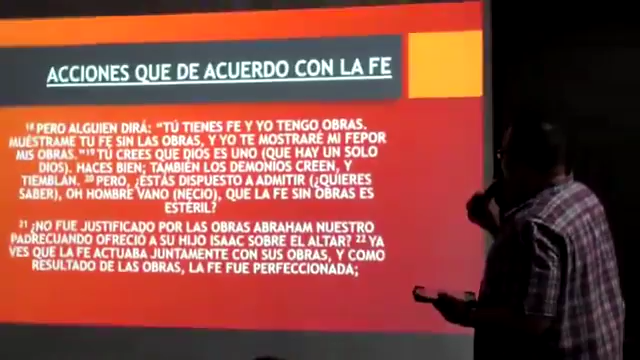 ACCIONES QUE DE ACUERDO CON LA FE
18 PERO ALGUIEN DIRÁ: “TÚ TIENES FE Y YO TENGO OBRAS.
MUÉSTRAME TU FE SIN LAS OBRAS, Y YO TE MOSTRARÉ MI FEPOR
MIS OBRAS.”19 TÚ CREES QUE DIOS ES UNO (QUE HAY UN SOLO
DIOS). HACES BIEN; TAMBIÉN LOS DEMONIOS CREEN, Y
TIEMBLAN. 20 PERO, ¿ESTÁS DISPUESTO A ADMITIR (¿QUIERES
SABER), OH HOMBRE VANO (NECIO), QUE LA FE SIN OBRAS ES
ESTÉRIL?
21 ¿NO FUE JUSTIFICADO POR LAS OBRAS ABRAHAM NUESTRO
PADRECUANDO OFRECIÓ A SU HIJO ISAAC SOBRE EL ALTAR? 22 YA
VES QUE LA FE ACTUABA JUNTAMENTE CON SUS OBRAS, Y COMO
RESULTADO DE LAS OBRAS, LA FE FUE PERFECCIONADA;